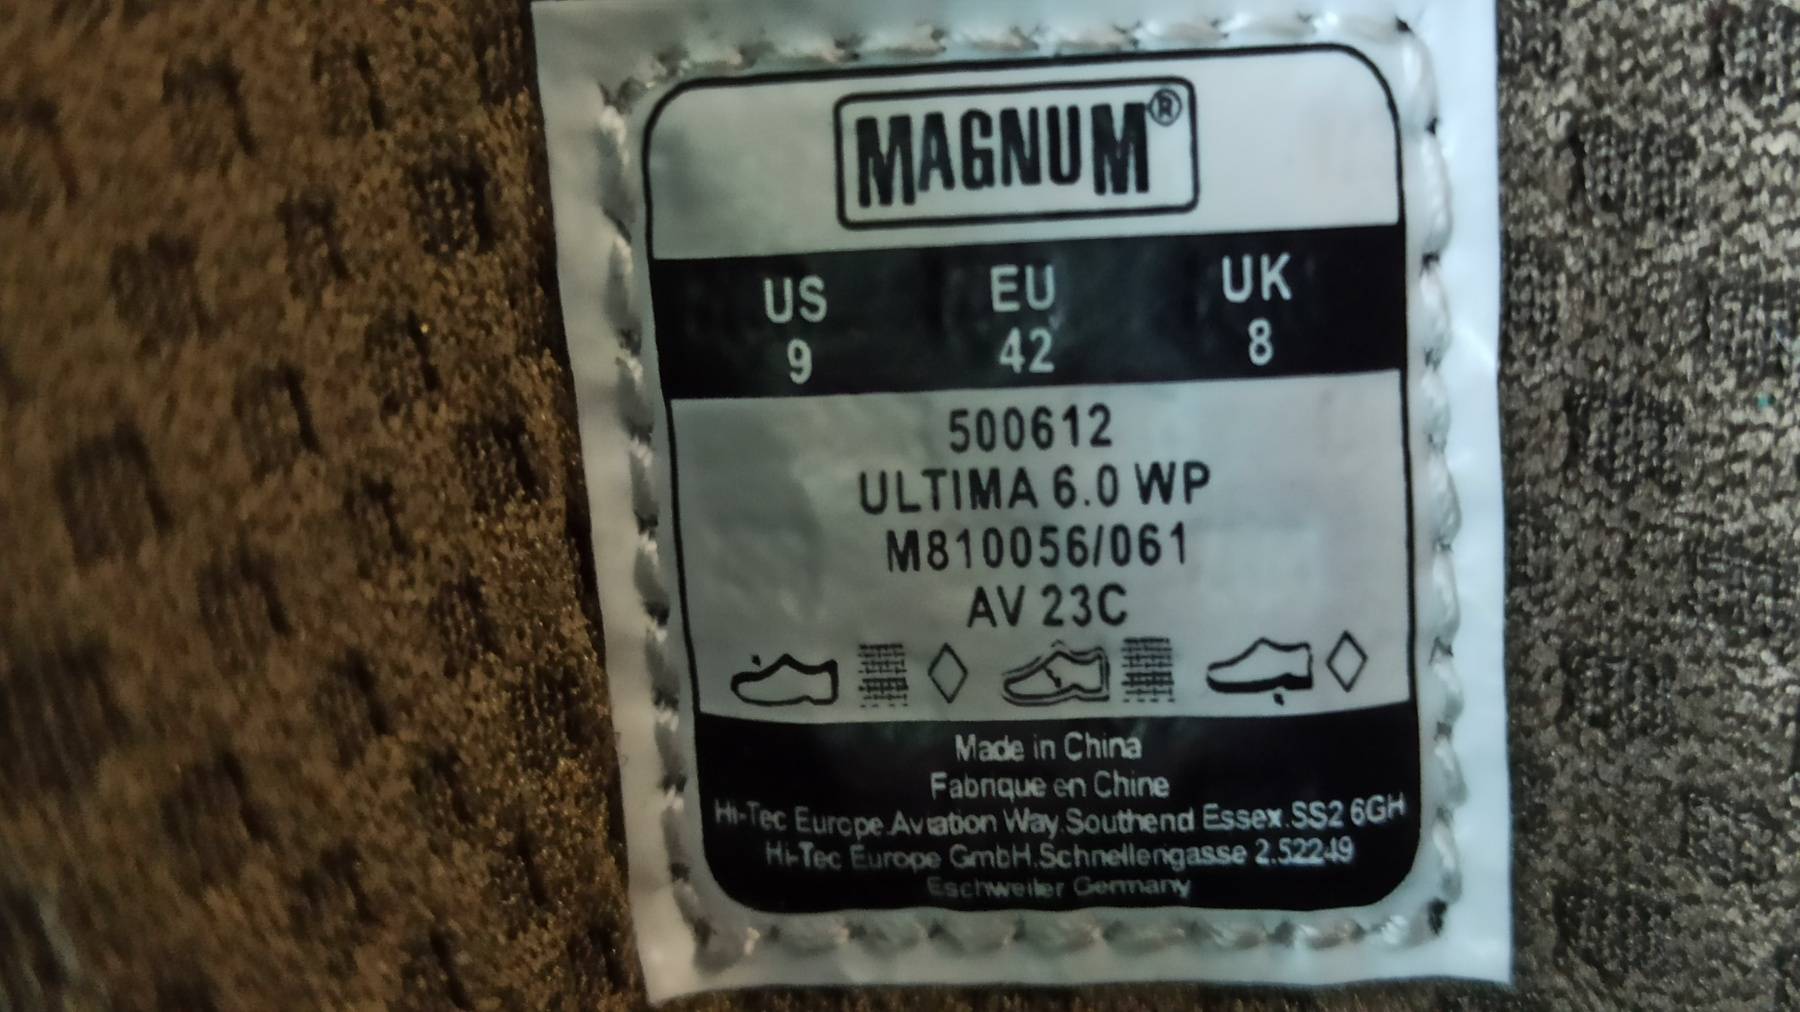 MAGNUM®
US EU UK
9 42 8
500612
ULTIMA 6.0 WP
M810056/061
AV 23C
Made in China
Fabrique en Chine
Hi-Tec Europe.Aviation Way.Southend Essex.SS2 6GH
Hi-Tec Europe GmbH.Schnellengasse 2.52249
Eschweiler Germany